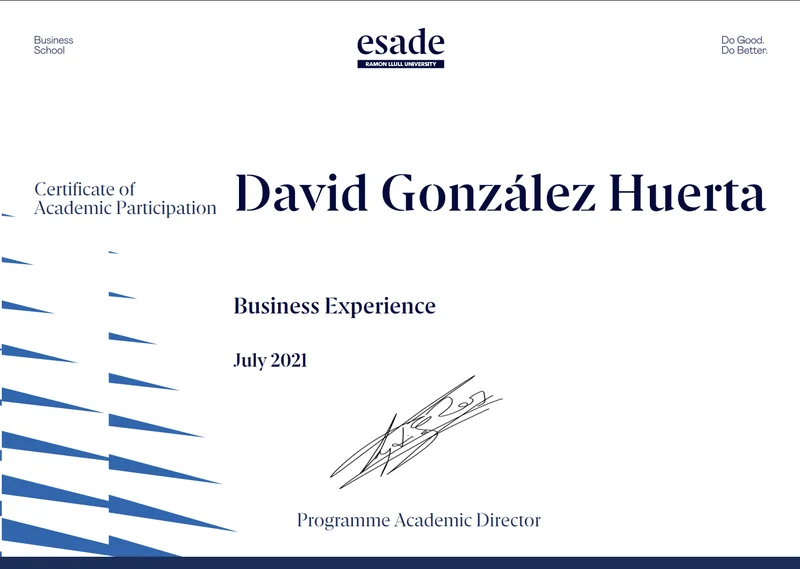 Business
School
esade
RAMON LLULL UNIVERSITY
Do Good.
Do Better.
Certificate of
Academic Participation
David González Huerta
Business Experience
July 2021
Programme Academic Director